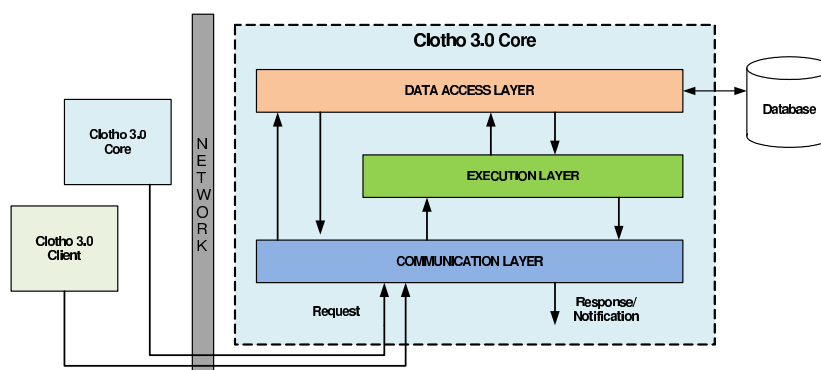 Clotho 3.0 Core
DATA ACCESS LAYER
Database
Clotho 3.0
Core
NETWORK
EXECUTION LAYER
Clotho 3.0
Client
COMMUNICATION LAYER
Request
Response/
Notification